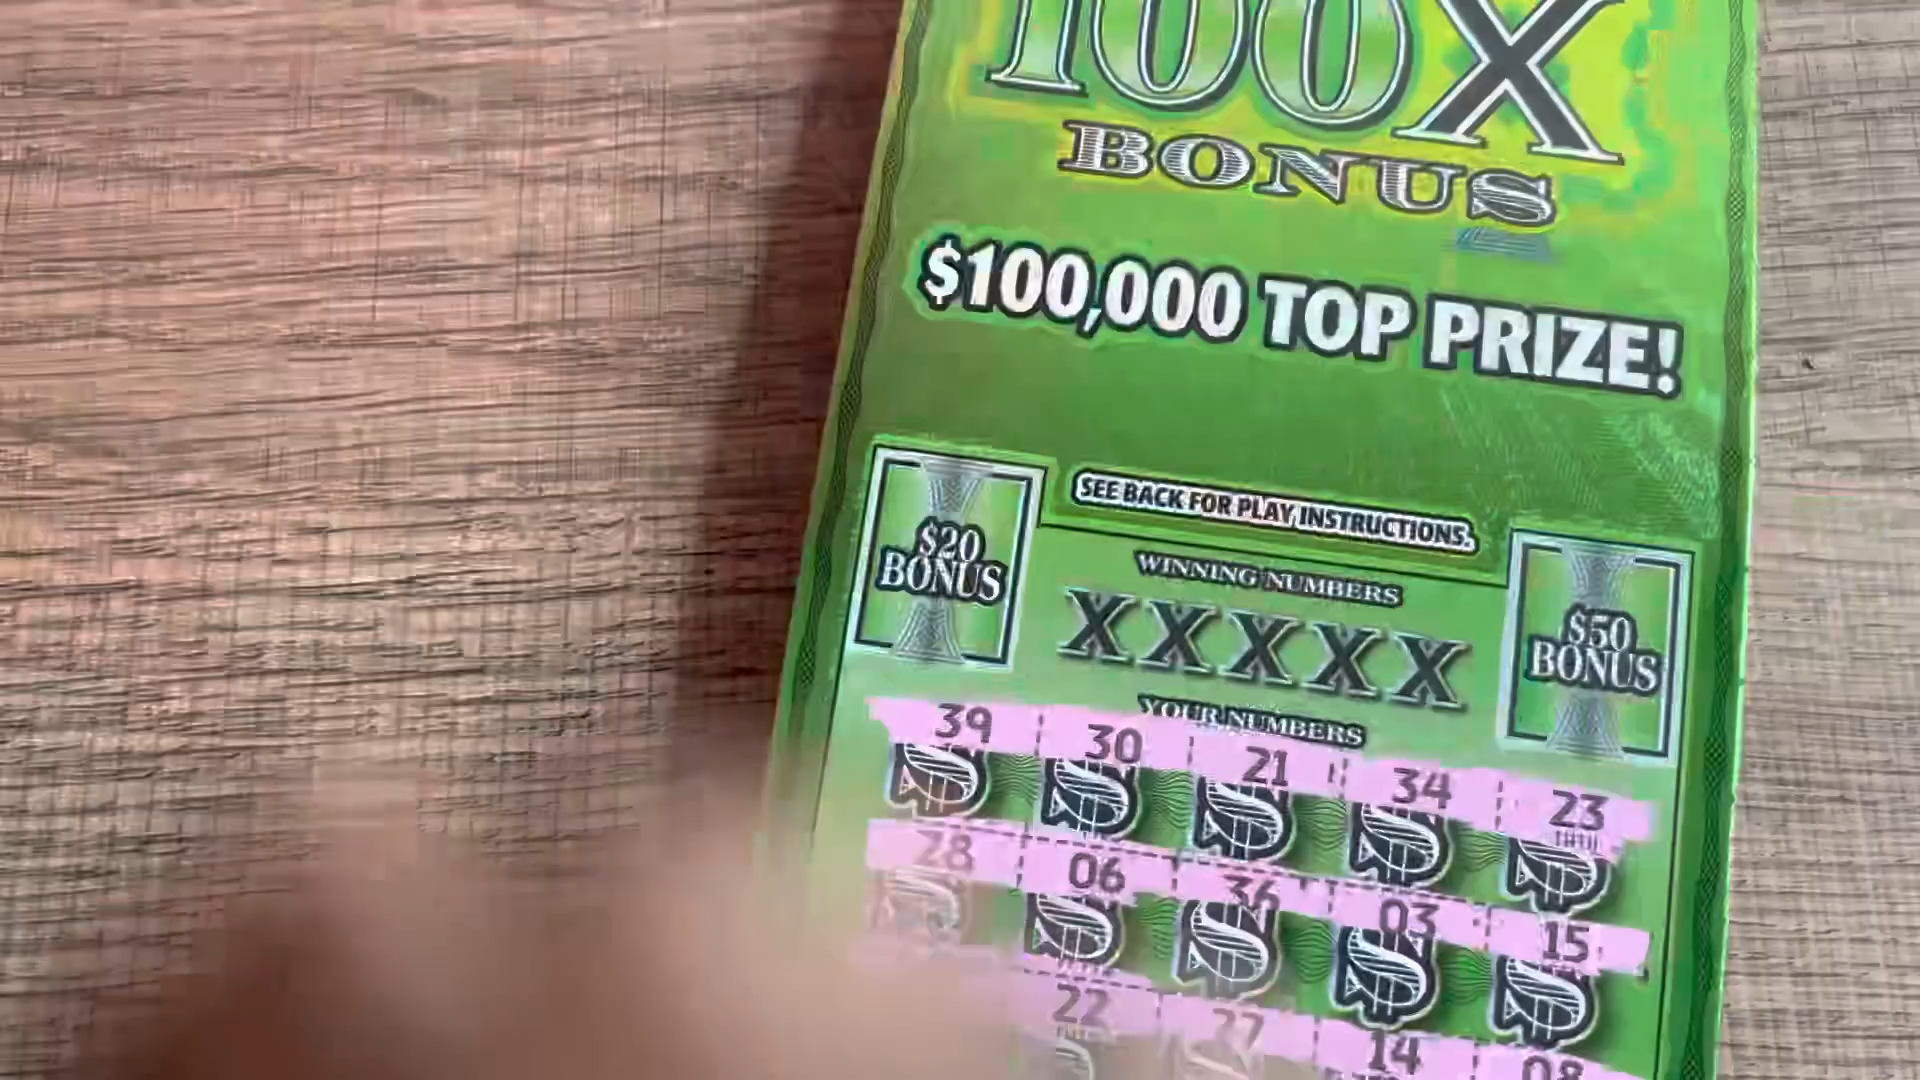 100X
BONUS
$100,000 TOP PRIZE!
SEE BACK FOR PLAY INSTRUCTIONS.
$20
BONUS
WINNING NUMBERS
XXXXX
$50
BONUS
YOUR NUMBERS
39 30 21 34 23
28 06 36 03 15
22 27 14 08